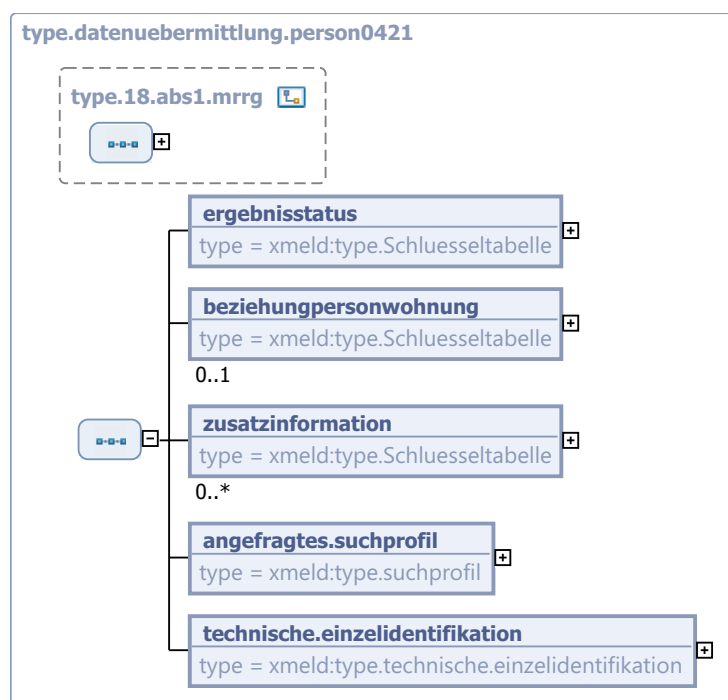 type.datenuebermittlung.person0421
type.18.abs1.mrrg
ergebnisstatus
type = xmeld:type.Schluesseltabelle
beziehungpersonwohnung
type = xmeld:type.Schluesseltabelle
0..1
zusatzinformation
type = xmeld:type.Schluesseltabelle
0..*
angefragtes.suchprofil
type = xmeld:type.suchprofil
technische.einzelidentifikation
type = xmeld:type.technische.einzelidentifikation